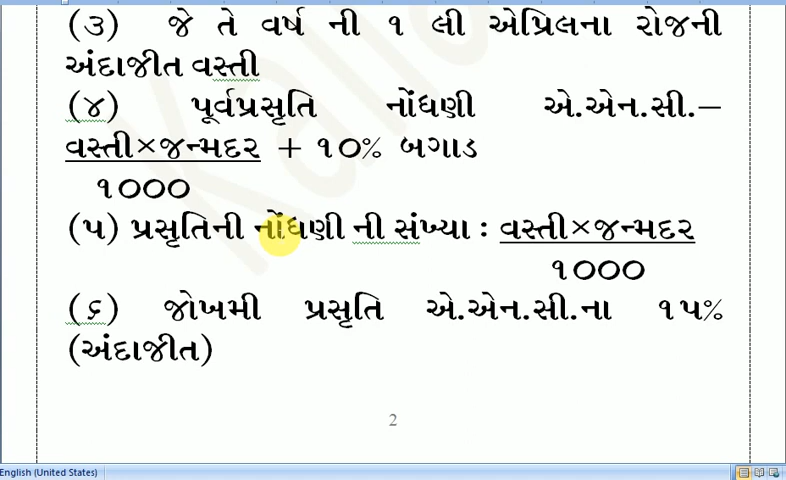 (૩) જે તે વર્ષ ની ૧ લી એપ્રિલના રોજની
અંદાજીત વસ્તી
(૪) પૂર્વપ્રસૃતિ નોંધણી એ.એન.સી.–
વસ્તી×જન્મદર + ૧૦% બગાડ
૧૦૦૦
(૫) પ્રસૃતિની નોંધણી ની સંખ્યા : વસ્તી×જન્મદર
૧૦૦૦
(૬) જોખમી પ્રસૃતિ એ.એન.સી.ના ૧૫%
(અંદાજીત)
2
English (United States)